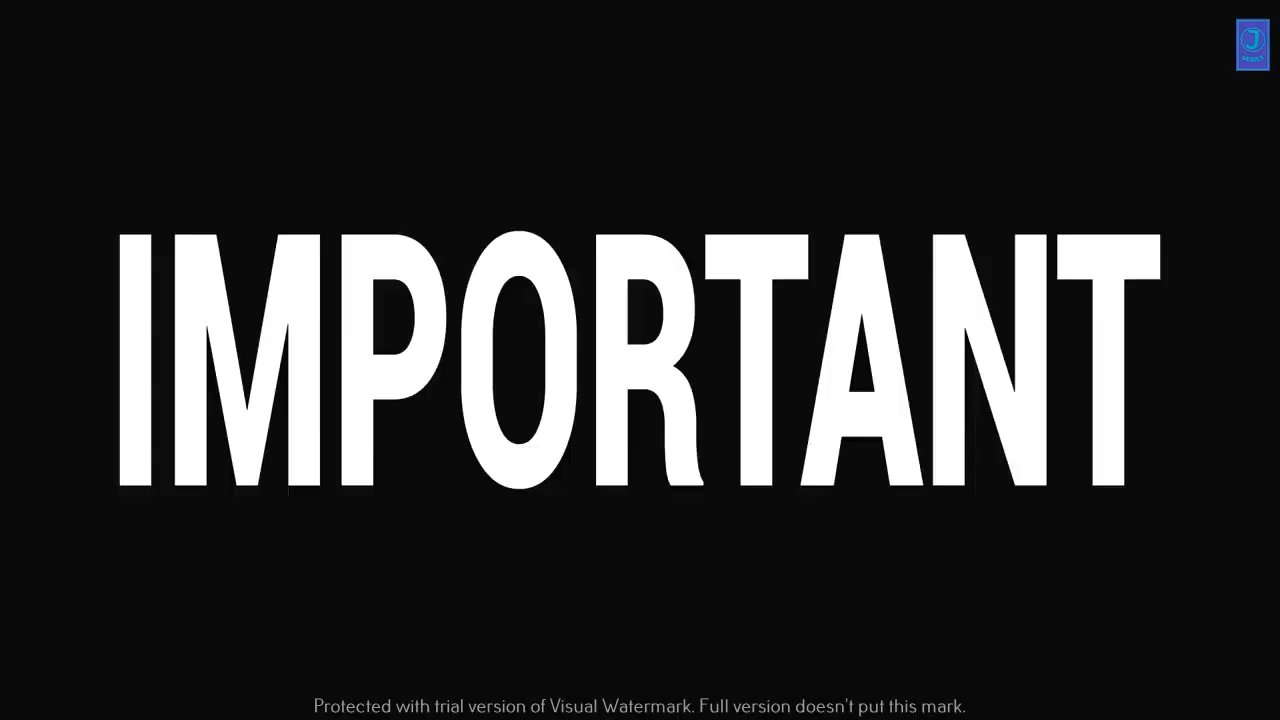 J
IMPORTANT
Protected with trial version of Visual Watermark. Full version doesn't put this mark.